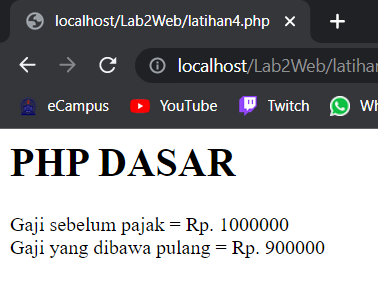 localhost/Lab2Web/latihan4.php
localhost/Lab2Web/latihan
eCampus YouTube Twitch
PHP DASAR
Gaji sebelum pajak = Rp. 1000000
Gaji yang dibawa pulang = Rp. 900000